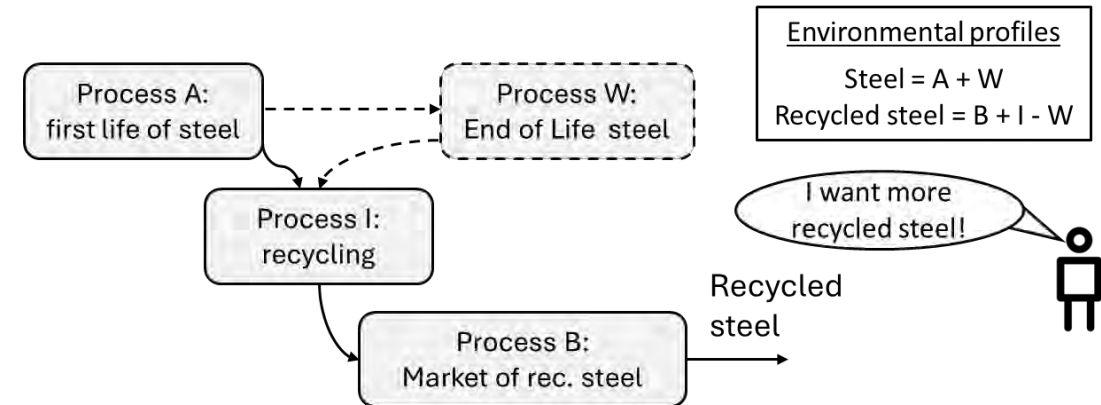 Environmental profiles
Steel = A + W
Recycled steel = B + I - W
Process A:
first life of steel
Process W:
End of Life steel
Process I:
recycling
I want more
recycled steel!
Recycled
steel
Process B:
Market of rec. steel